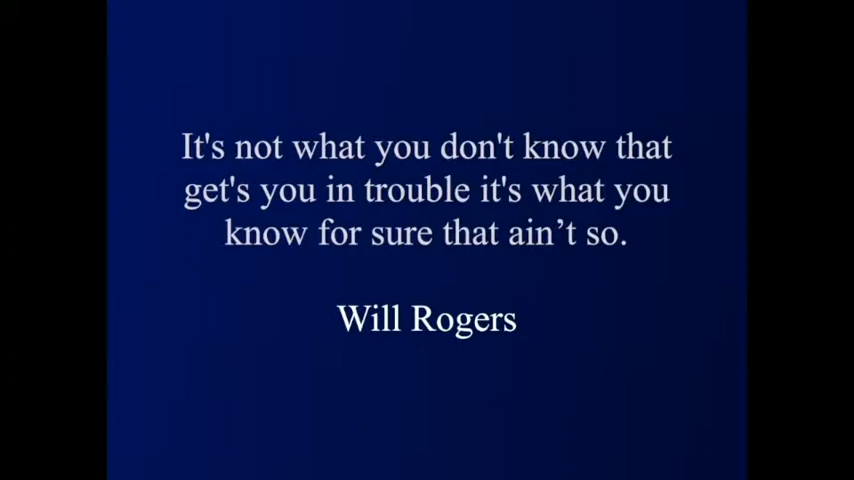 It's not what you don't know that
get's you in trouble it's what you
know for sure that ain’t so.
Will Rogers